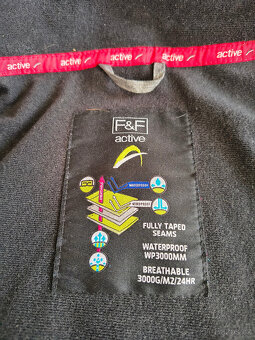 active active active active
F&F
active
WATERPROOF
WINDPROOF
FULLY TAPED
SEAMS
WATERPROOF
WP3000MM
BREATHABLE
3000G/M2/24HR